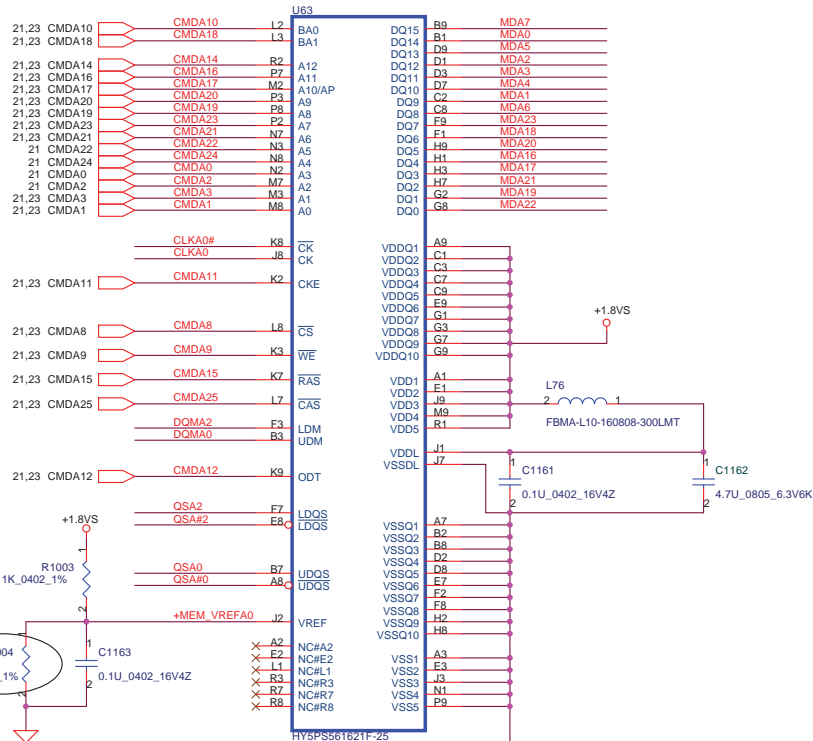 U63
21,23 CMDA10 CMDA10 L2 BA0 DQ15 B9 MDA7
21,23 CMDA18 CMDA18 L3 BA1 DQ14 B1 MDA0
DQ13 D9 MDA5
21,23 CMDA14 CMDA14 R2 A12 DQ12 D1 MDA2
21,23 CMDA16 CMDA16 P7 A11 DQ11 D3 MDA3
21,23 CMDA17 CMDA17 M2 A10/AP DQ10 D7 MDA4
21,23 CMDA20 CMDA20 P3 A9 DQ9 C2 MDA1
21,23 CMDA19 CMDA19 P8 A8 DQ8 C8 MDA6
21,23 CMDA23 CMDA23 P2 A7 DQ7 F9 MDA23
21,23 CMDA21 CMDA21 N7 A6 DQ6 F1 MDA18
21 CMDA22 CMDA22 N3 A5 DQ5 H9 MDA20
21 CMDA24 CMDA24 N8 A4 DQ4 H1 MDA16
21 CMDA0 CMDA0 N2 A3 DQ3 H3 MDA17
21 CMDA2 CMDA2 M7 A2 DQ2 H7 MDA21
21,23 CMDA3 CMDA3 M3 A1 DQ1 G2 MDA19
21,23 CMDA1 CMDA1 M8 A0 DQ0 G8 MDA22
CLKA0# K8 CK VDDQ1 A9
CLKA0 J8 CK VDDQ2 C1
VDDQ3 C3
21,23 CMDA11 CMDA11 K2 CKE VDDQ4 C7
VDDQ5 C9
VDDQ6 E9
VDDQ7 G1
+1.8VS
21,23 CMDA8 CMDA8 L8 CS VDDQ8 G3
VDDQ9 G7
21,23 CMDA9 CMDA9 K3 WE VDDQ10 G9
21,23 CMDA15 CMDA15 K7 RAS VDD1 A1
VDD2 E1
L76
21,23 CMDA25 CMDA25 L7 CAS VDD3 J9 2 1
VDD4 M9
DQMA2 F3 LDM VDD5 R1 FBMA-L10-160808-300LMT
DQMA0 B3 UDM
VDDL J1
VSSDL J7
21,23 CMDA12 CMDA12 K9 ODT 1 C1161 1 C1162
0.1U_0402_16V4Z 4.7U_0805_6.3V6K
2 2
QSA2 F7 LDQS
QSA#2 E8 LDQS VSSQ1 A7
+1.8VS VSSQ2 B2
VSSQ3 B8
VSSQ4 D2
1 QSA0 B7 UDQS VSSQ5 D8
R1003 QSA#0 A8 UDQS VSSQ6 E7
1K_0402_1% VSSQ7 F2
2 VSSQ8 F8
+MEM_VREFA0 J2 VREF VSSQ9 H2
VSSQ10 H8
1 1 A2 NC#A2
004 C1163 E2 NC#E2 VSS1 A3
_1% 0.1U_0402_16V4Z L1 NC#L1 VSS2 E3
2 2 R3 NC#R3 VSS3 J3
R7 NC#R7 VSS4 N1
R8 NC#R8 VSS5 P9
HY5PS561621F-25